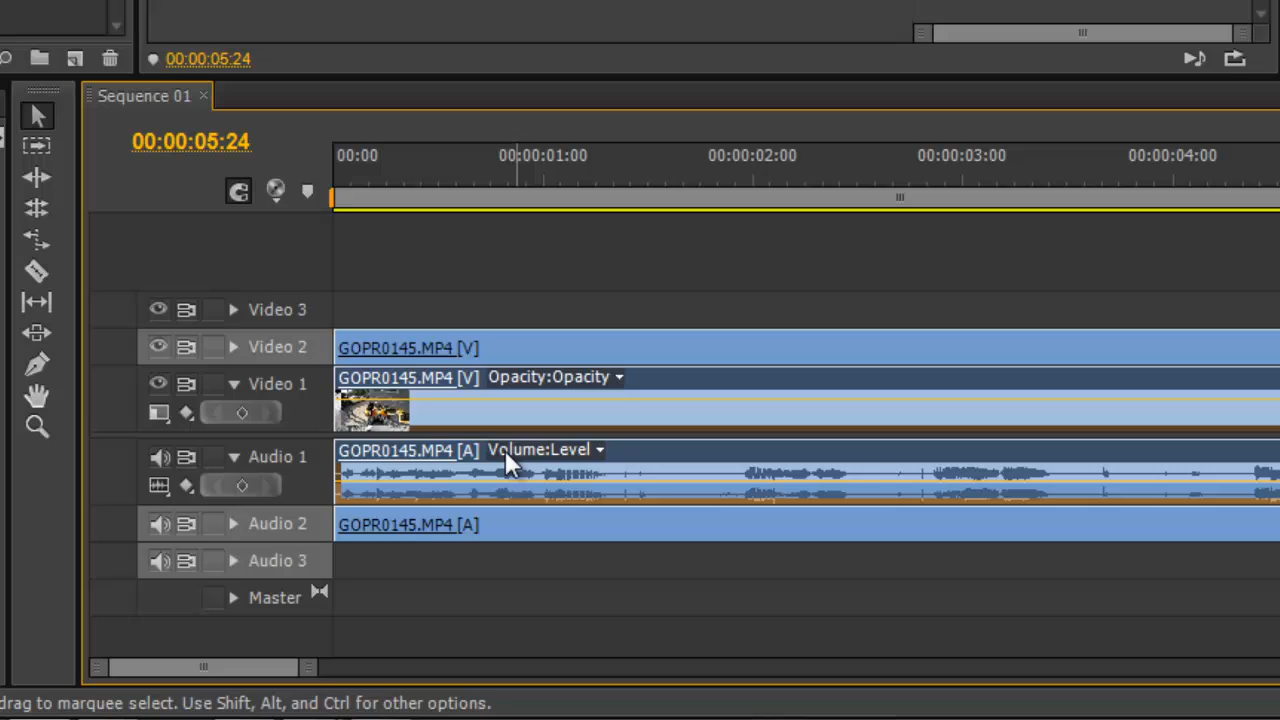 00:00:05:24
Sequence 01
00:00:05:24
00:00 00:00:01:00 00:00:02:00 00:00:03:00 00:00:04:00
Video 3
Video 2 GOPR0145.MP4 [V]
Video 1 GOPR0145.MP4 [V] Opacity:Opacity
Audio 1 GOPR0145.MP4 [A] Volume:Level
Audio 2 GOPR0145.MP4 [A]
Audio 3
Master
drag to marquee select. Use Shift, Alt, and Ctrl for other options.